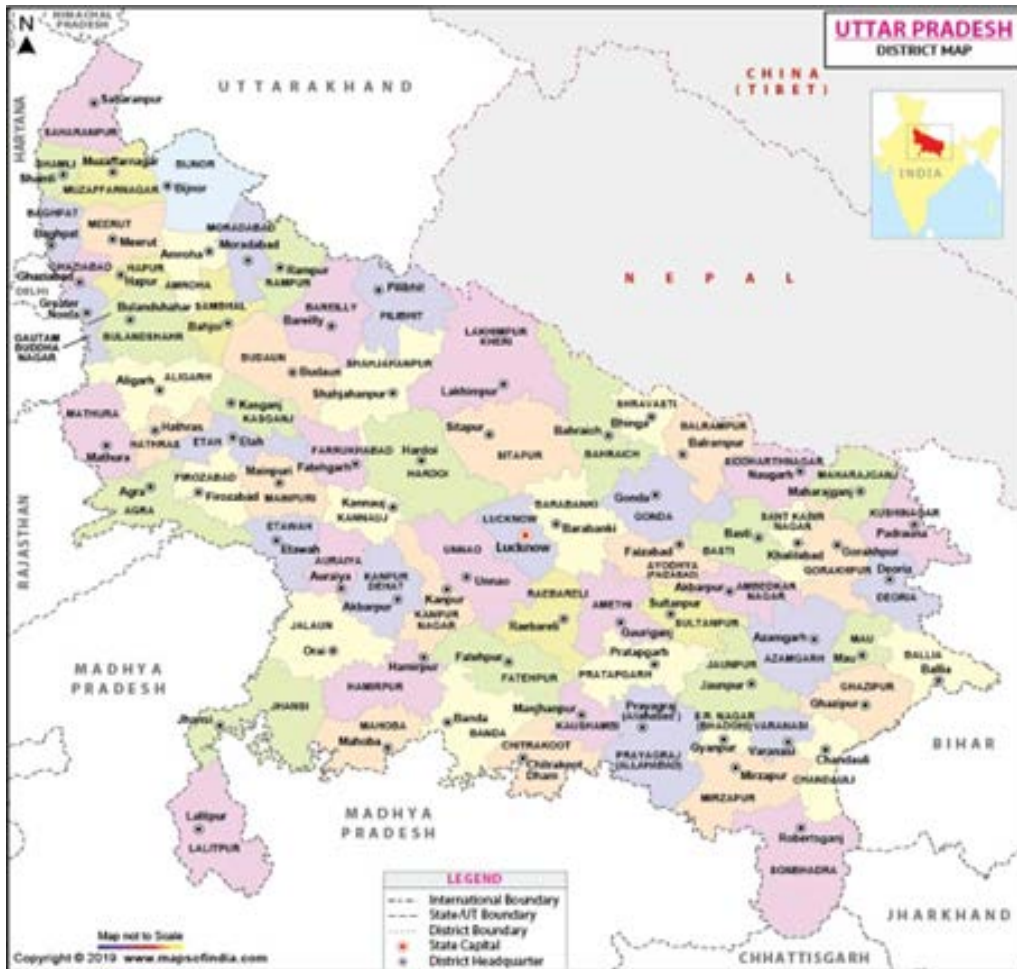 N
HIMACHAL
PRADESH
UTTAR PRADESH
DISTRICT MAP
CHINA
(TIBET)
UTTARAKHAND
INDIA
HARYANA
Saharanpur
SAHARANPUR
SHAMLI
Shamli
Muzaffarnagar
MUZAFFARNAGAR
BIJNOR
Bijnor
BAGHPAT
Baghpat
MEERUT
Meerut
MORADABAD
Moradabad
Amroha
AMROHA
GHAZIABAD
Ghaziabad
DELHI
HAPUR
Hapur
Rampur
RAMPUR
NEPAL
Greater
Noida
GAUTAM
BUDDHA
NAGAR
Bulandshahar
BULANDSHAHR
SAMBHAL
Bahjoi
BAREILLY
Bareilly
Pilibhit
PILIBHIT
LAKHIMPUR
KHERI
Lakhimpur
BUDAUN
Budaun
SHAHJAHANPUR
Shahjahanpur
Aligarh
ALIGARH
MATHURA
Mathura
Hathras
HATHRAS
Kasganj
KASGANJ
ETAH
Etah
FARRUKHABAD
Fatehgarh
Hardoi
HARDOI
Sitapur
SITAPUR
Bahraich
BAHRAICH
SHRAVASTI
Bhinga
BALRAMPUR
Balrampur
SIDDHARTHNAGAR
Naugarh
MAHARAJGANJ
Maharajganj
KUSHINAGAR
Padrauna
RAJASTHAN
Agra
AGRA
FIROZABAD
Firozabad
Mainpuri
MAINPURI
Kannauj
KANNAUJ
ETAWAH
Etawah
AURAIYA
Auraiya
KANPUR
DEHAT
Akbarpur
UNNAO
Unnao
Kanpur
KANPUR
NAGAR
LUCKNOW
Lucknow
BARABANKI
Barabanki
Gonda
GONDA
Faizabad
AYODHYA
(FAIZABAD)
Basti
BASTI
SANT KABIR
NAGAR
Khalilabad
Gorakhpur
GORAKHPUR
Deoria
DEORIA
RAEBARELI
Raebareli
AMETHI
Gauriganj
Sultanpur
SULTANPUR
Akbarpur
AMBEDKAR
NAGAR
Azamgarh
AZAMGARH
MAU
Mau
BALLIA
Ballia
JALAUN
Orai
Hamirpur
HAMIRPUR
Fatehpur
FATEHPUR
Pratapgarh
PRATAPGARH
JAUNPUR
Jaunpur
GHAZIPUR
Ghazipur
MADHYA
PRADESH
JHANSI
Jhansi
MAHOBA
Mahoba
Banda
BANDA
Manjhanpur
KAUSHAMBI
Prayagraj
(Allahabad)
PRAYAGRAJ
(ALLAHABAD)
S.R. NAGAR
(BHADOHI)
Gyanpur
VARANASI
Varanasi
Chandauli
CHANDAULI
BIHAR
CHITRAKOOT
Chitrakoot
Dham
Mirzapur
MIRZAPUR
Lalitpur
LALITPUR
MADHYA
PRADESH
Robertsganj
SONBHADRA
JHARKHAND
CHHATTISGARH
LEGEND
International Boundary
State/UT Boundary
District Boundary
State Capital
District Headquarter
Map not to Scale
Copyright © 2019 www.mapsofindia.com